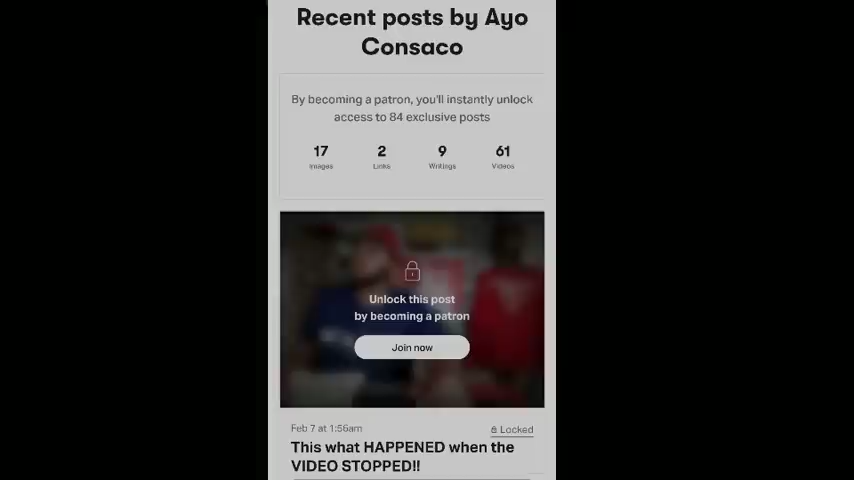 Recent posts by Ayo
Consaco
By becoming a patron, you'll instantly unlock
access to 84 exclusive posts
17 2 9 61
Images Links Writings Videos
Unlock this post
by becoming a patron
Join now
Feb 7 at 1:56am Locked
This what HAPPENED when the
VIDEO STOPPED!!